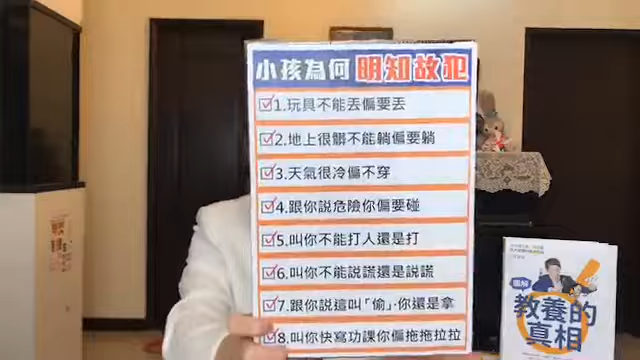 小孩為何 明知故犯
☑1.玩具不能丟偏要丟
☑2.地上很髒不能躺偏要躺
☑3.天氣很冷偏不穿
☑4.跟你說危險你偏要碰
☑5.叫你不能打人還是打
☑6.叫你不能說謊還是說謊
☑7.跟你說這叫「偷」,你還是拿
☑8.叫你快寫功課你偏拖拖拉拉
圖解
教養的
真相